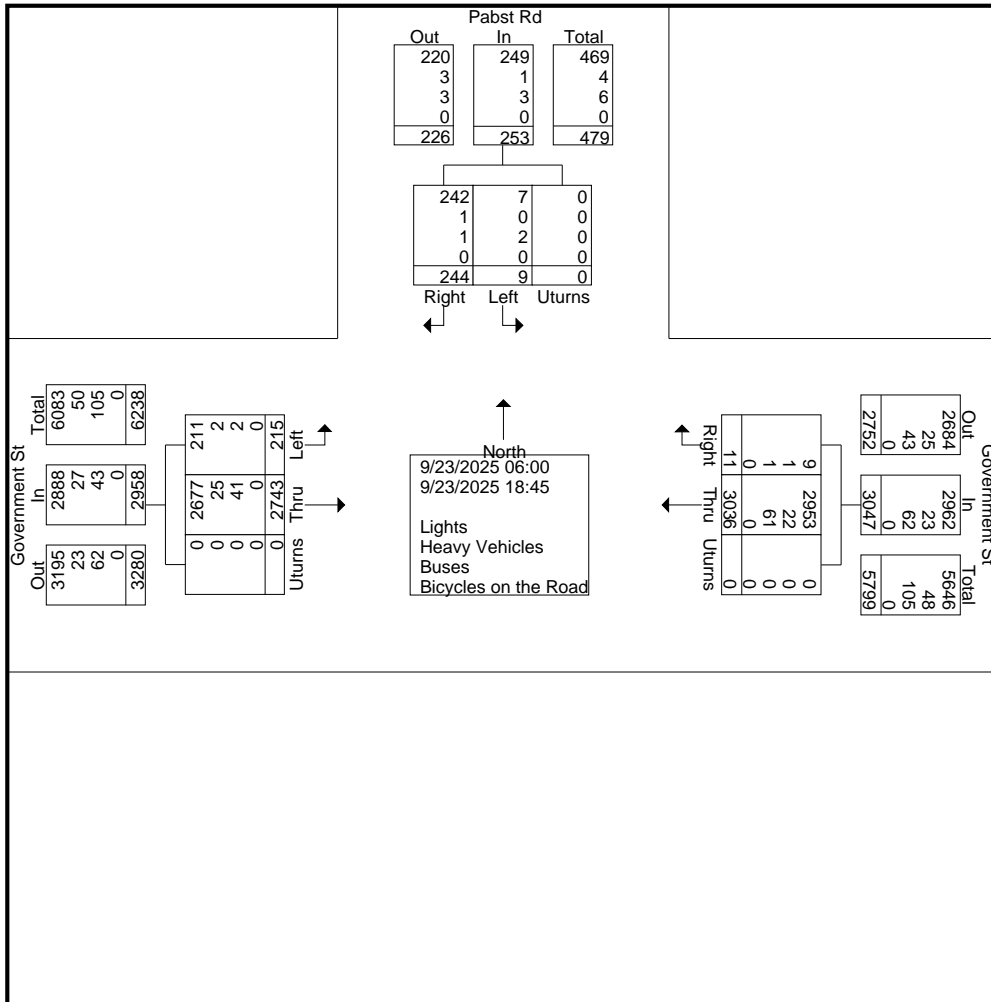 Pabst Rd
Out In Total
220 249 469
3 1 4
3 3 6
0 0 0
226 253 479
242 7 0
1 0 0
1 2 0
0 0 0
244 9 0
Right Left Uturns
Government St
Total
6083 50 105 0 6238
In
2888 27 43 0 2958
Out
3195 23 62 0 3280
Left
211 2 2 0 215
Thru
2677 25 41 0 2743
Uturns
0 0 0 0 0
North
9/23/2025 06:00
9/23/2025 18:45
Lights
Heavy Vehicles
Buses
Bicycles on the Road
Right
9 1 1 0 11
Thru
2953 22 61 0 3036
Uturns
0 0 0 0 0
Government St
Out
2684 25 43 0 2752
In
2962 23 62 0 3047
Total
5646 48 105 0 5799